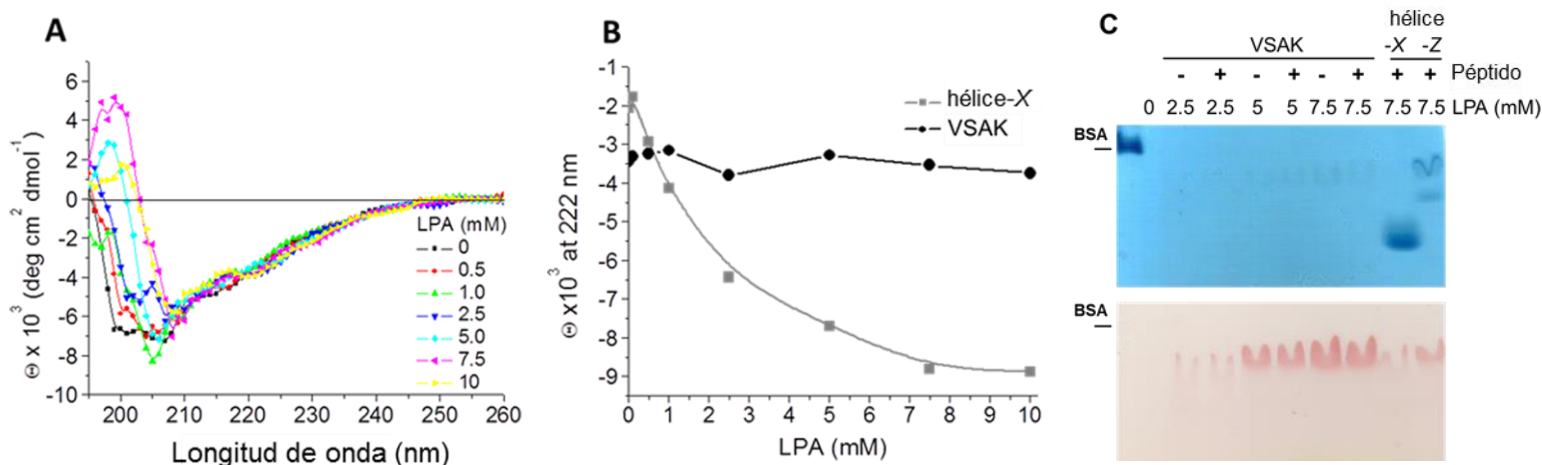 A
6
4
2
0
-2
-4
-6
-8
-10
Θ x 10³ (deg cm² dmol⁻¹)
200 210 220 230 240 250 260
Longitud de onda (nm)
LPA (mM)
0
0.5
1.0
2.5
5.0
7.5
10
B
-1
-2
-3
-4
-5
-6
-7
-8
-9
Θ x10³ at 222 nm
0 1 2 3 4 5 6 7 8 9 10
LPA (mM)
hélice-X
VSAK
C
hélice
VSAK -X -Z
- + - + - + + + Péptido
0 2.5 2.5 5 5 7.5 7.5 7.5 7.5 LPA (mM)
BSA
BSA